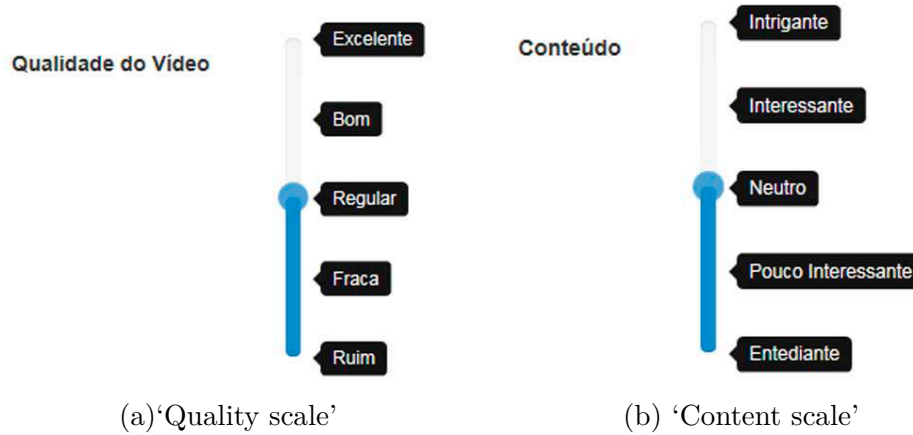 Qualidade do Vídeo
Excelente
Bom
Regular
Fraca
Ruim
(a)‘Quality scale’
Conteúdo
Intrigante
Interessante
Neutro
Pouco Interessante
Entediante
(b) ‘Content scale’